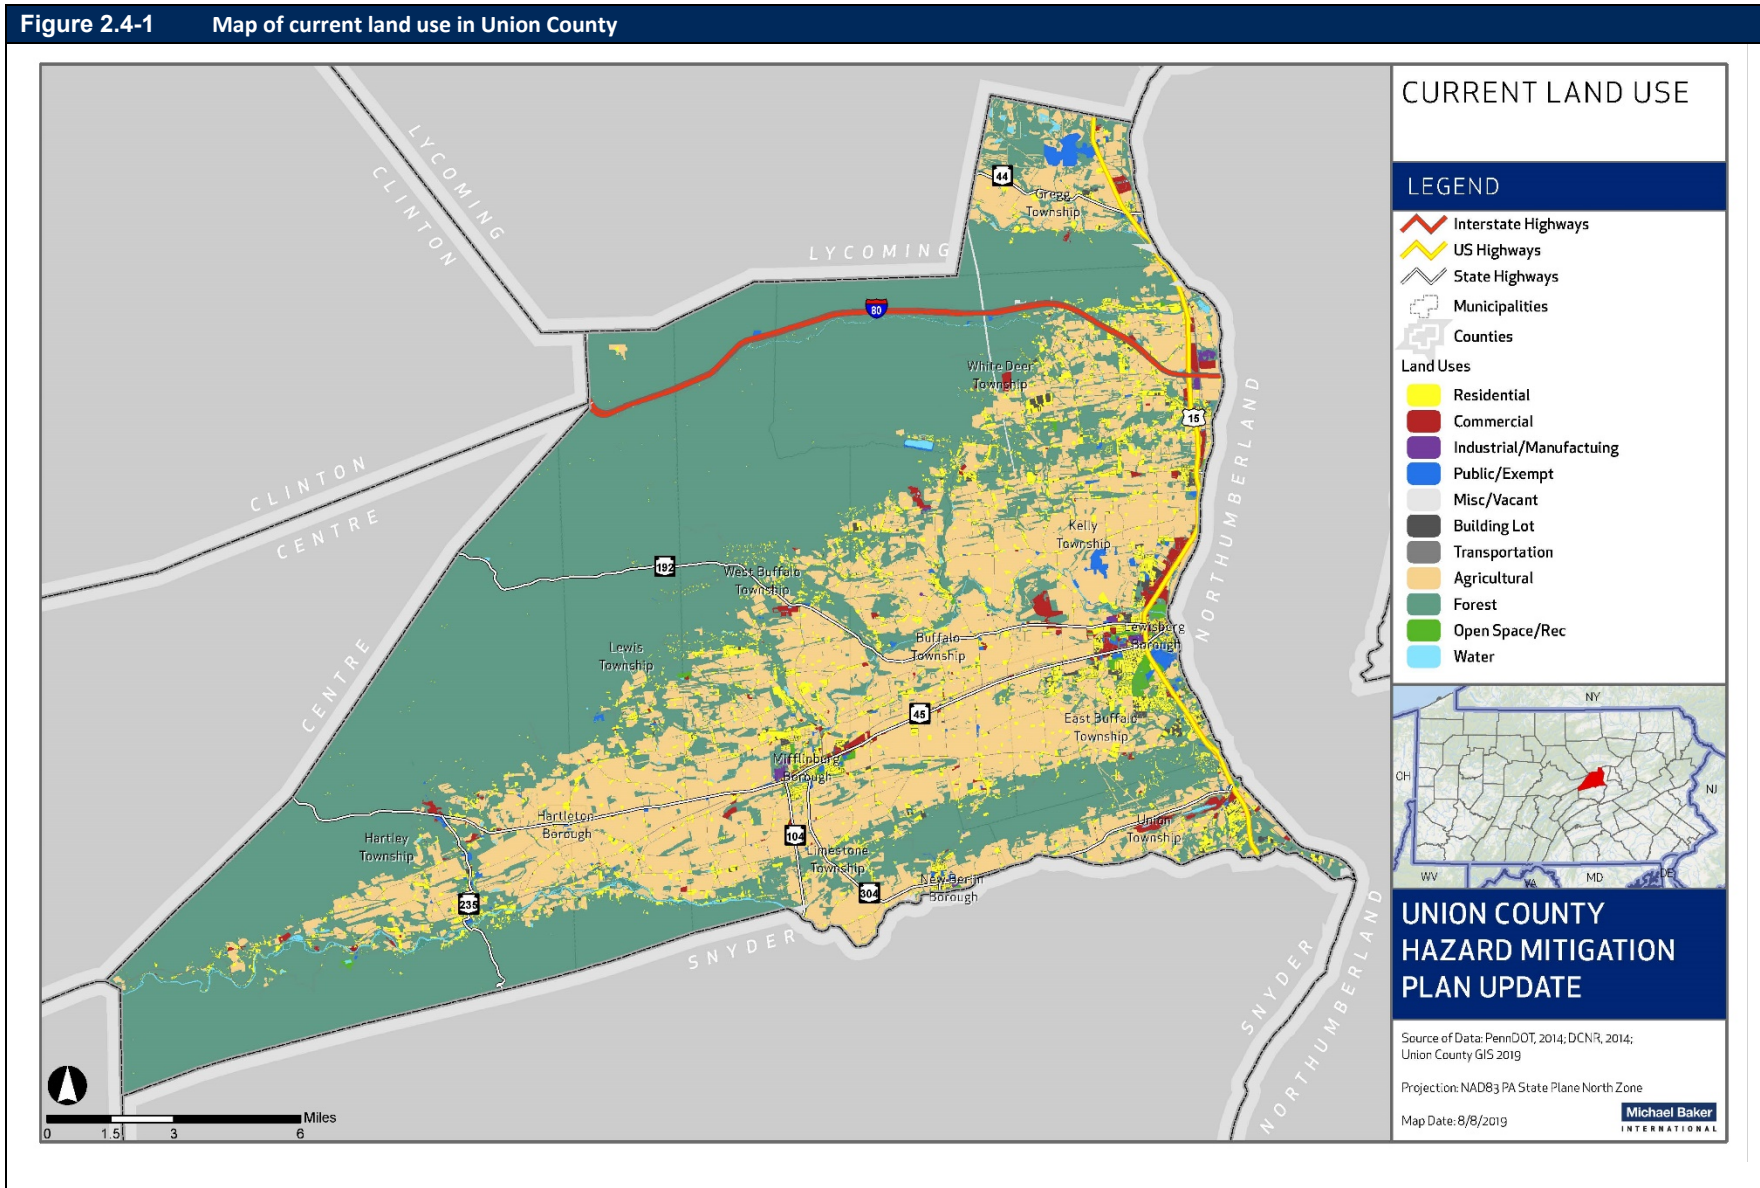 Figure 2.4-1 Map of current land use in Union County
CURRENT LAND USE
LEGEND
Interstate Highways
US Highways
State Highways
Municipalities
Counties
Land Uses
Residential
Commercial
Industrial/Manufactuing
Public/Exempt
Misc/Vacant
Building Lot
Transportation
Agricultural
Forest
Open Space/Rec
Water
LYCOMING
CLINTON
LYCOMING
CLINTON
CENTRE
CENTRE
NORTHUMBERLAND
SNYDER
SNYDER
NORTHUMBERLAND
44
Gregg
Township
80
White Deer
Township
15
Kelly
Township
192
West Buffalo
Township
Lewis
Township
Buffalo
Township
Lewisburg
Borough
45
East Buffalo
Township
Mifflinburg
Borough
Hartleton
Borough
Hartley
Township
104
Limestone
Township
Union
Township
304
New Berlin
Borough
235
Miles
0 1.5 3 6
NY
OH
NJ
WV
VA
MD
DE
UNION COUNTY
HAZARD MITIGATION
PLAN UPDATE
Source of Data: PennDOT, 2014; DCNR, 2014;
Union County GIS 2019
Projection: NAD83 PA State Plane North Zone
Map Date: 8/8/2019
Michael Baker
INTERNATIONAL